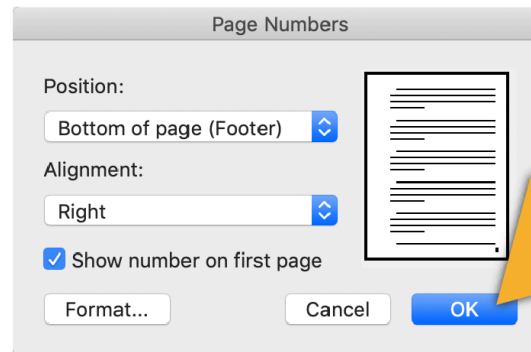 Page Numbers
Position:
Bottom of page (Footer)
Alignment:
Right
Show number on first page
Format...
Cancel
OK